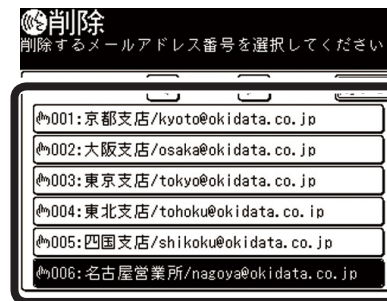 削除
削除するメールアドレス番号を選択してください
001:京都支店/kyoto@okidata.co.jp
002:大阪支店/osaka@okidata.co.jp
003:東京支店/tokyo@okidata.co.jp
004:東北支店/tohoku@okidata.co.jp
005:四国支店/shikoku@okidata.co.jp
006:名古屋営業所/nagoya@okidata.co.jp